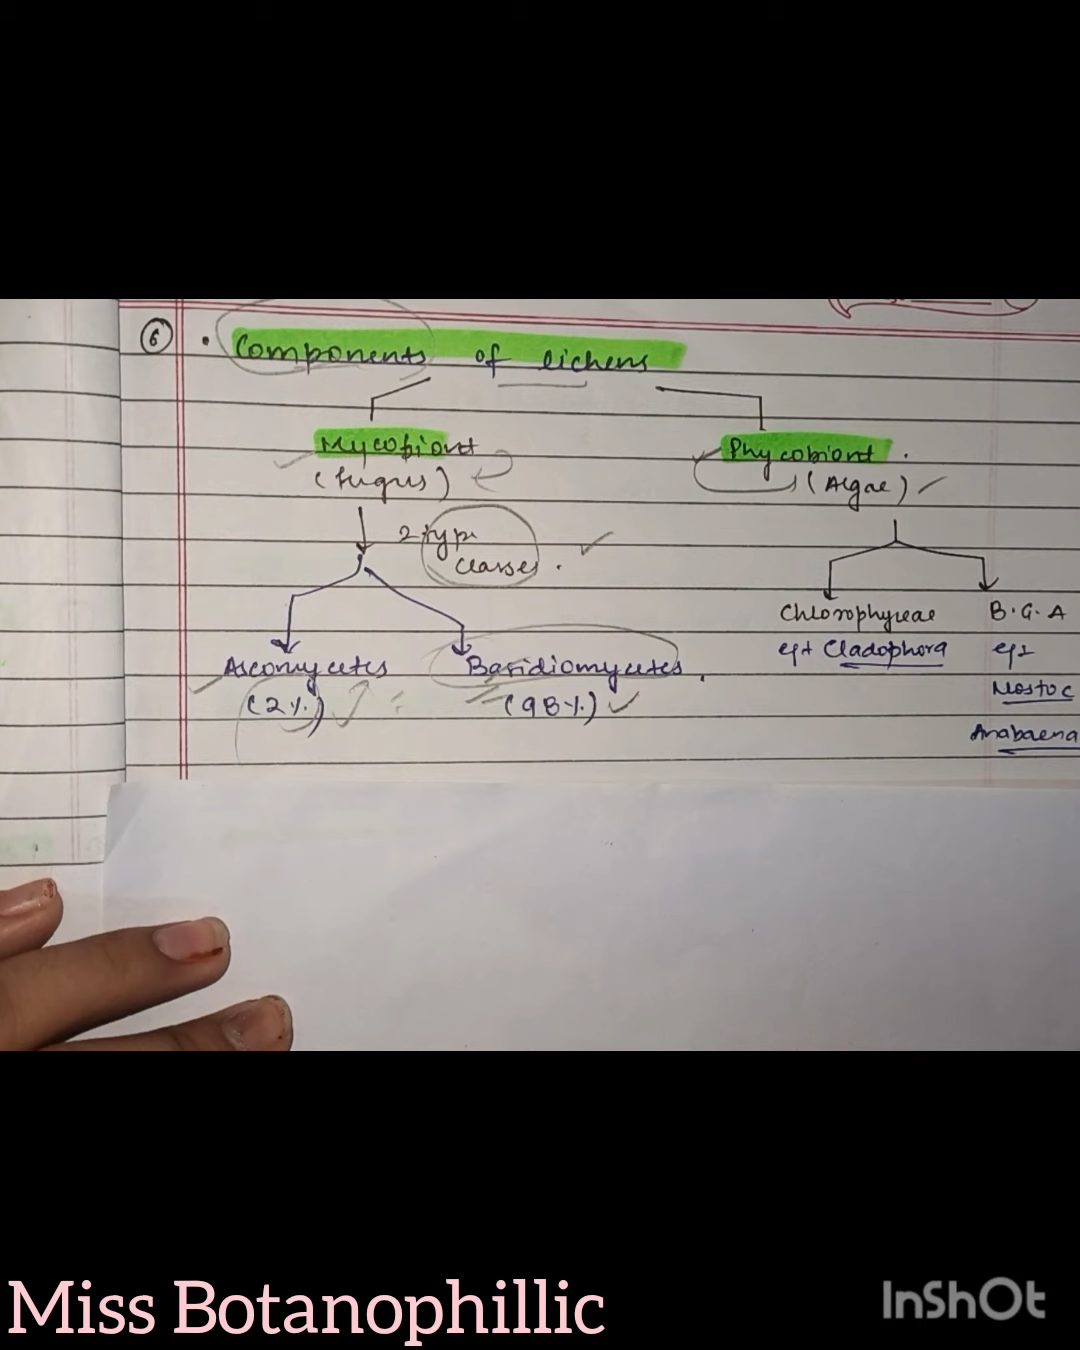 6 • Components of lichens
Mycobiont
(fugus)
Phycobiont.
(Algae)
2 type
classes.
Ascomycetes
(2%)
Basidiomycetes.
(98%)
Chlorophyceae
eg: Cladophora
B.G.A
eg:
Nostoc
Anabaena
Miss Botanophillic
InShOt